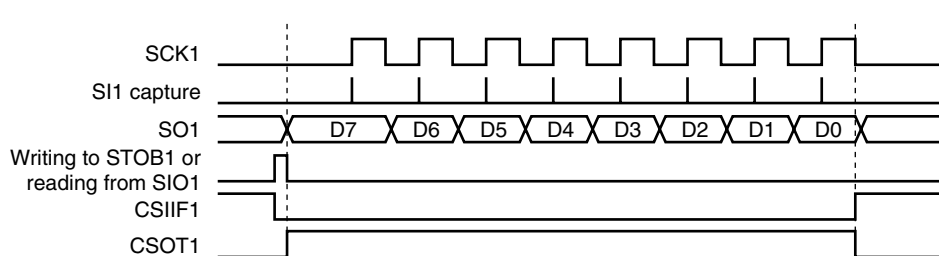 SCK1
SI1 capture
SO1 D7 D6 D5 D4 D3 D2 D1 D0
Writing to STOB1 or
reading from SIO1
CSIIF1
CSOT1